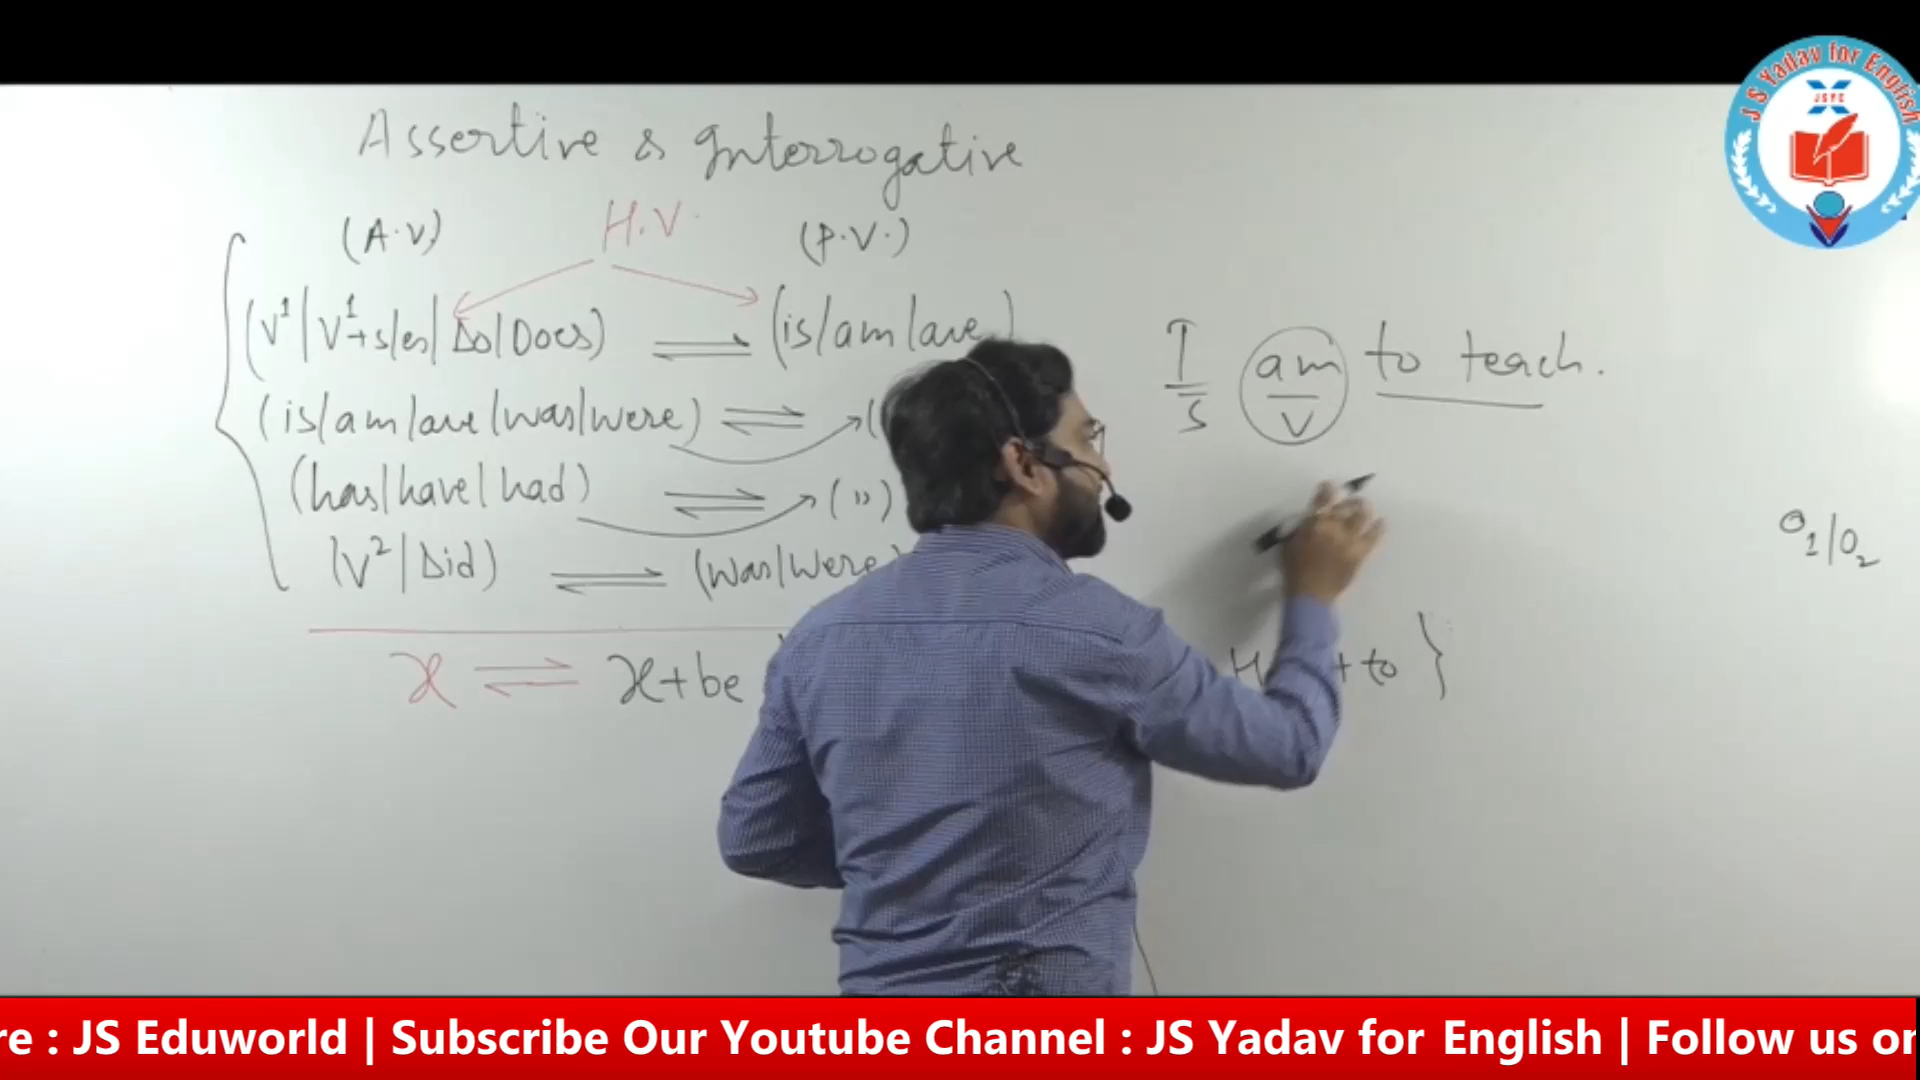 J S Yadav for English
JSYE
Assertive & Interrogative
(A.V) H.V. (P.V.)
(V¹ | V¹+s/es | Do | Does) ⇌ (is/am/are)
(is/am/are/was/were) ⇌ (
(has/have/had) ⇌ (")
(V² | Did) ⇌ (was/were
x ⇌ x+be
I am to teach.
S V
O₁/O₂
+ to }
re : JS Eduworld | Subscribe Our Youtube Channel : JS Yadav for English | Follow us on